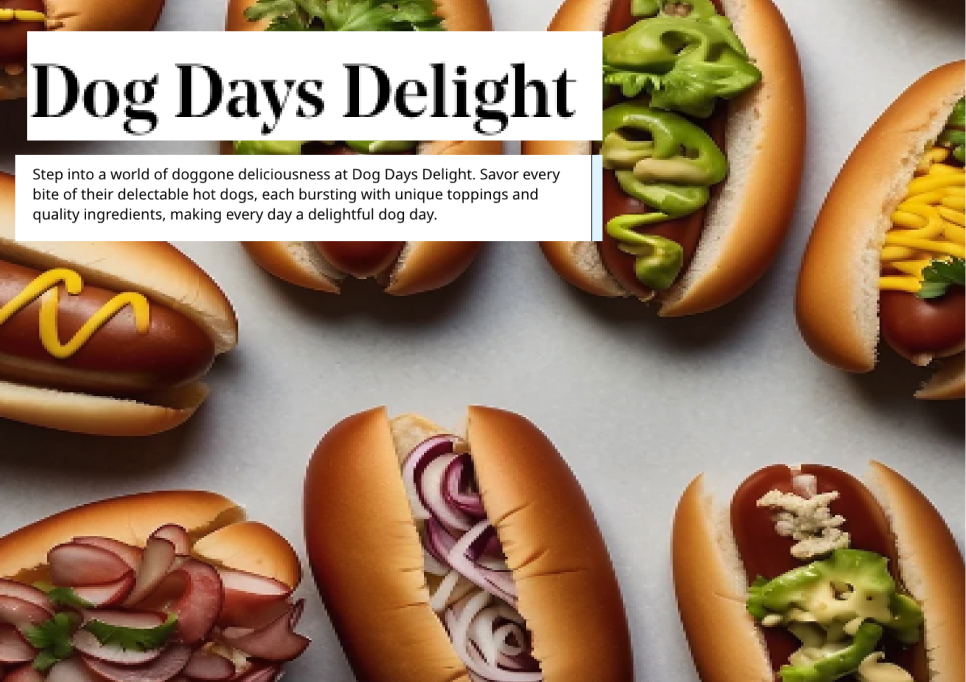 Dog Days Delight
Step into a world of doggone deliciousness at Dog Days Delight. Savor every
bite of their delectable hot dogs, each bursting with unique toppings and
quality ingredients, making every day a delightful dog day.